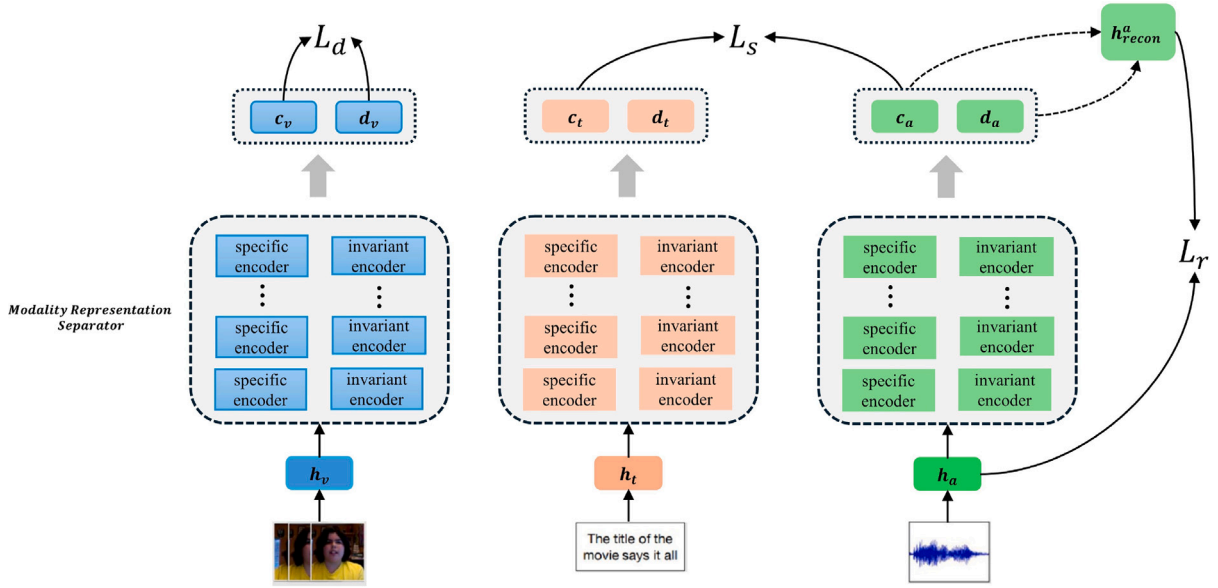 L_d
L_s
h^a_recon
c_v
d_v
c_t
d_t
c_a
d_a
specific encoder
invariant encoder
specific encoder
invariant encoder
specific encoder
invariant encoder
L_r
Modality Representation
Separator
specific encoder
invariant encoder
specific encoder
invariant encoder
specific encoder
invariant encoder
specific encoder
invariant encoder
specific encoder
invariant encoder
specific encoder
invariant encoder
h_v
h_t
h_a
The title of the
movie says it all